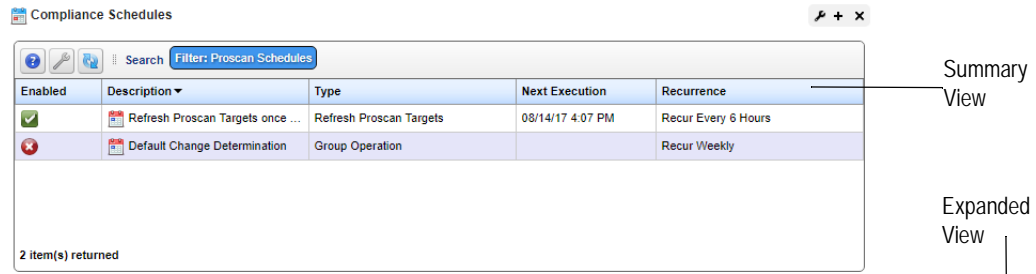 Compliance Schedules
Search Filter: Proscan Schedules
Enabled Description Type Next Execution Recurrence
Refresh Proscan Targets once ... Refresh Proscan Targets 08/14/17 4:07 PM Recur Every 6 Hours
Default Change Determination Group Operation Recur Weekly
2 item(s) returned
Summary
View
Expanded
View